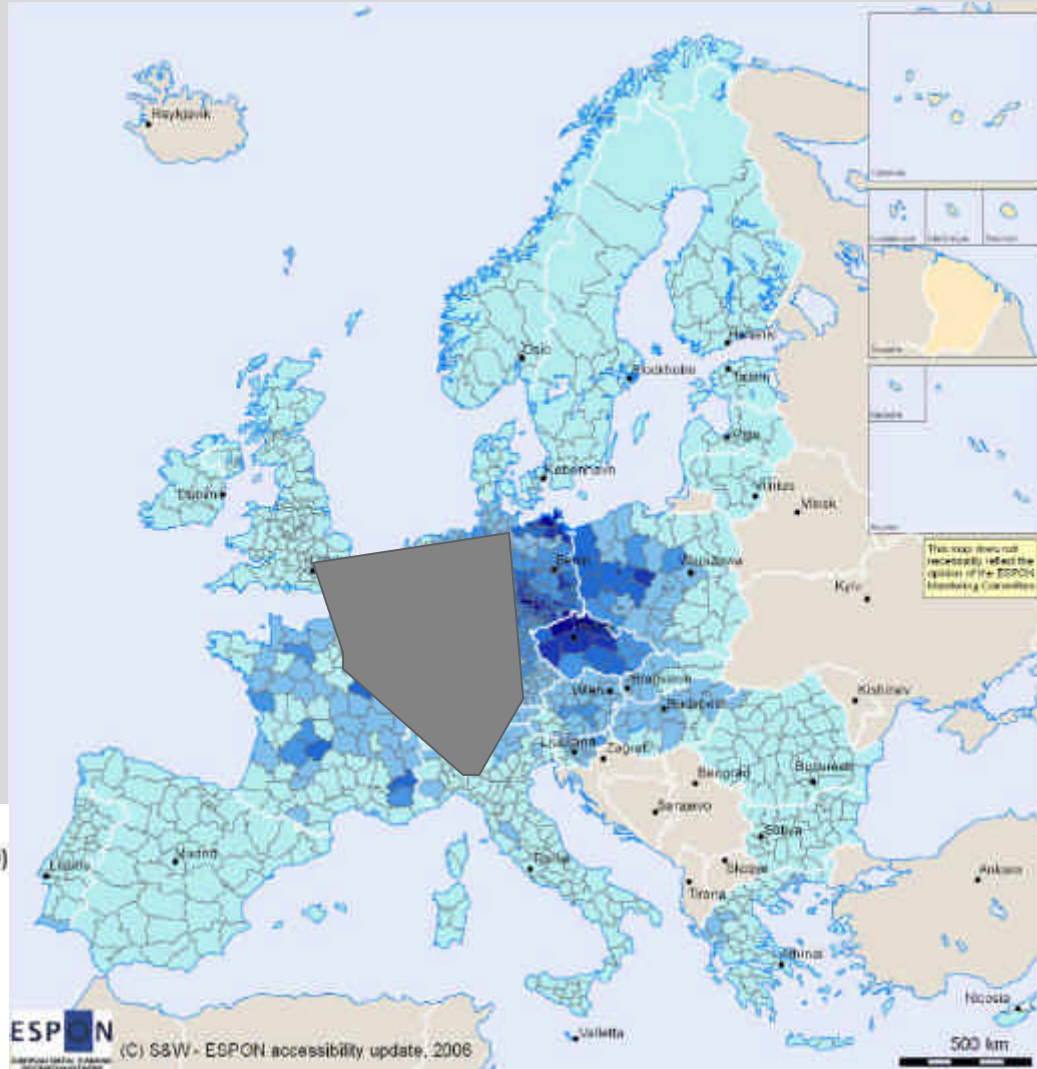 Reykjavik
Oslo
Helsinki
Stockholm
Tallinn
Riga
København
Vilnius
Dublin
Minsk
Berlin
Warszawa
This map does not
necessarily reflect the
opinion of the ESPON
Monitoring Committee
Kyiv
Wien
Bratislava
Budapest
Kishinev
Ljubljana
Zagreb
Beograd
Bucuresti
Sarajevo
Sofiya
Madrid
Lisboa
Roma
Skopje
Tirana
Ankara
Athinai
Nicosia
Valletta
ESPON
(C) S&W - ESPON accessibility update, 2006
500 km